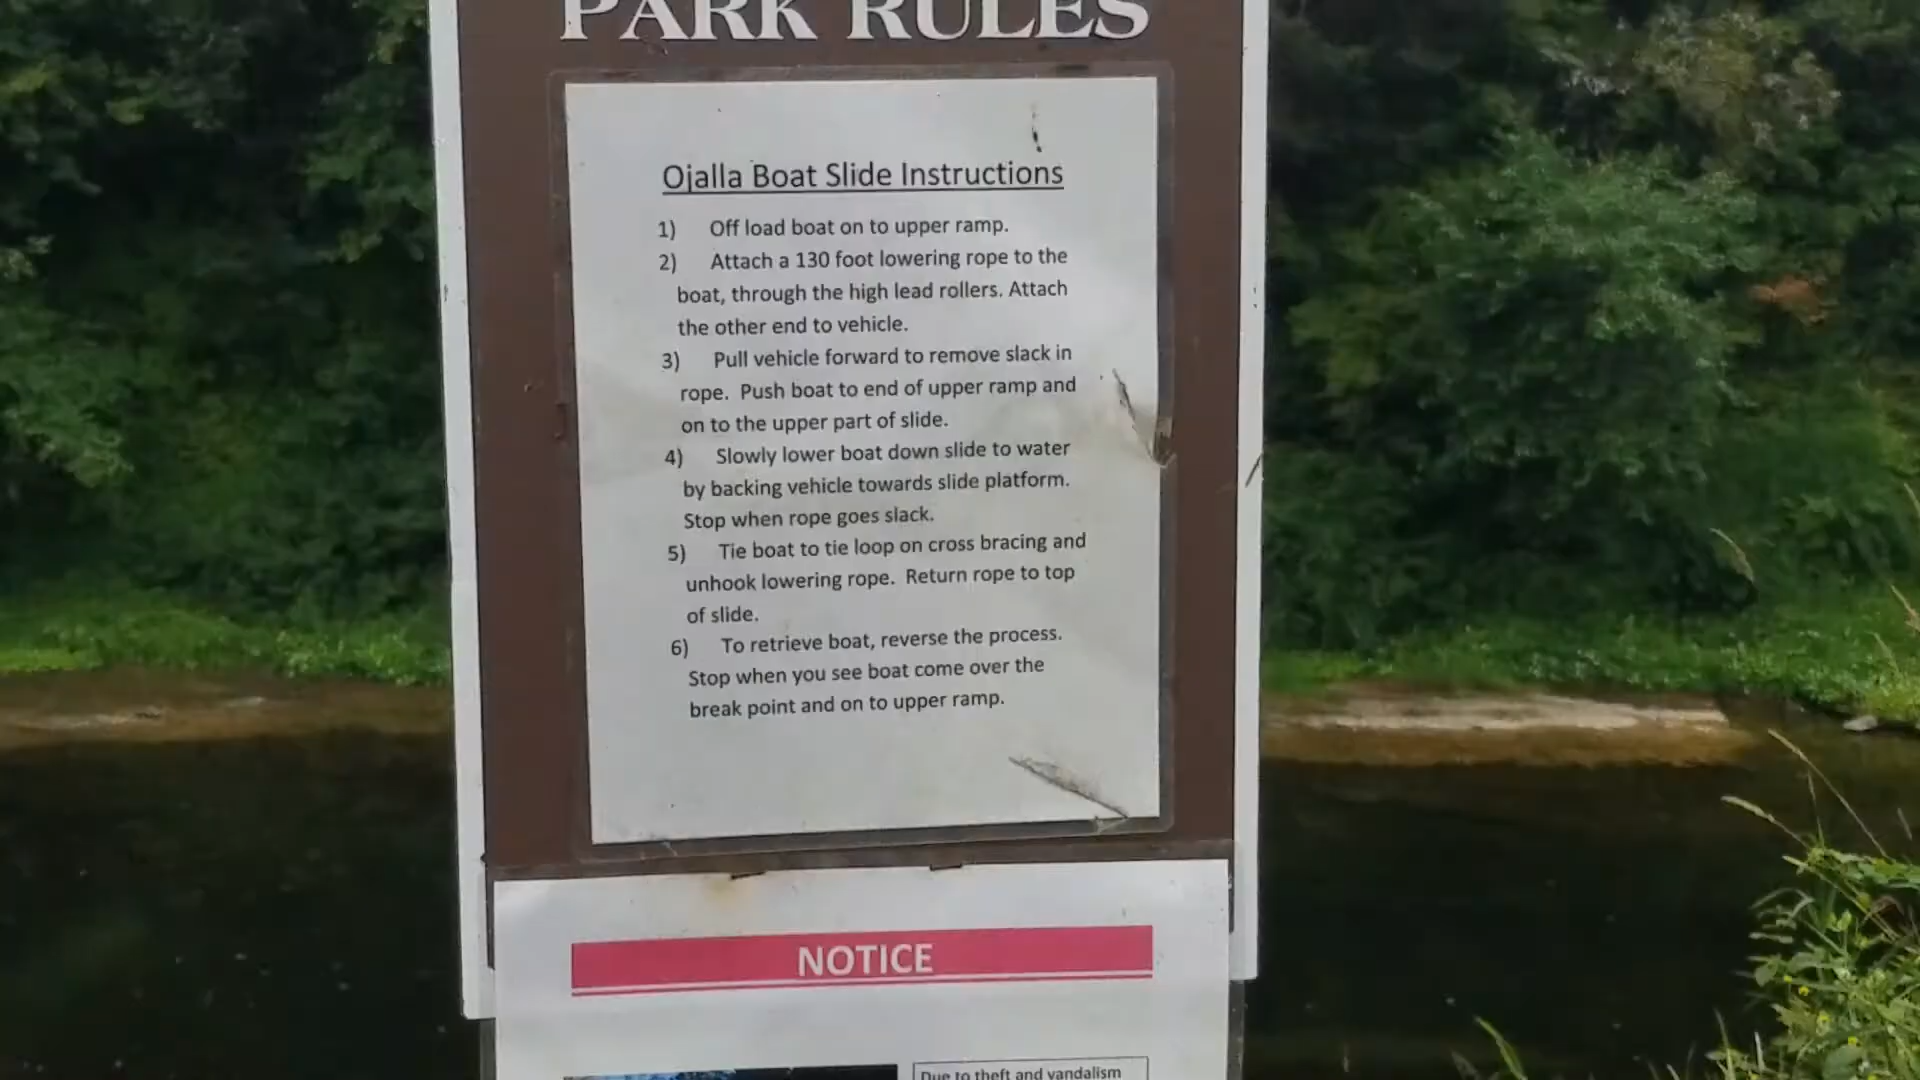 PARK RULES
Ojalla Boat Slide Instructions
1) Off load boat on to upper ramp.
2) Attach a 130 foot lowering rope to the
boat, through the high lead rollers. Attach
the other end to vehicle.
3) Pull vehicle forward to remove slack in
rope. Push boat to end of upper ramp and
on to the upper part of slide.
4) Slowly lower boat down slide to water
by backing vehicle towards slide platform.
Stop when rope goes slack.
5) Tie boat to tie loop on cross bracing and
unhook lowering rope. Return rope to top
of slide.
6) To retrieve boat, reverse the process.
Stop when you see boat come over the
break point and on to upper ramp.
NOTICE
Due to theft and vandalism